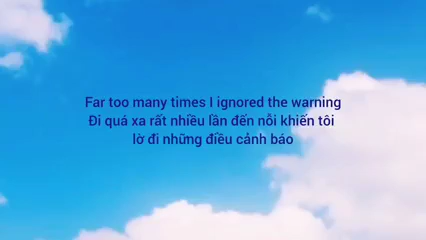 Far too many times I ignored the warning
Đi quá xa rất nhiều lần đến nỗi khiến tôi
lờ đi những điều cảnh báo